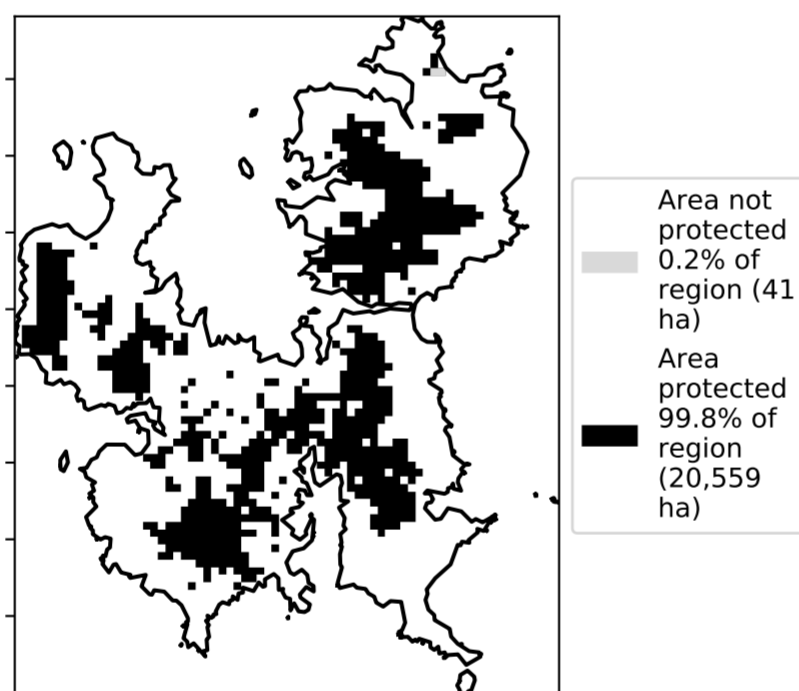 Area not
protected
0.2% of
region (41
ha)
Area
protected
99.8% of
region
(20,559
ha)